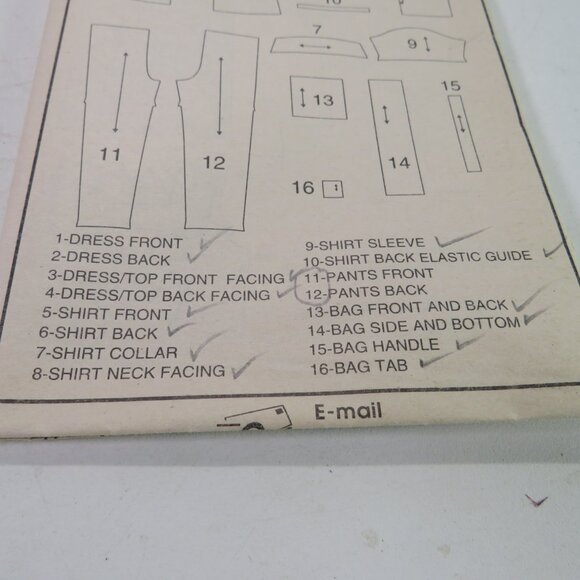 7
9
13
15
11
12
14
16
1-DRESS FRONT
2-DRESS BACK
3-DRESS/TOP FRONT FACING
4-DRESS/TOP BACK FACING
5-SHIRT FRONT
6-SHIRT BACK
7-SHIRT COLLAR
8-SHIRT NECK FACING
9-SHIRT SLEEVE
10-SHIRT BACK ELASTIC GUIDE
11-PANTS FRONT
12-PANTS BACK
13-BAG FRONT AND BACK
14-BAG SIDE AND BOTTOM
15-BAG HANDLE
16-BAG TAB
E-mail